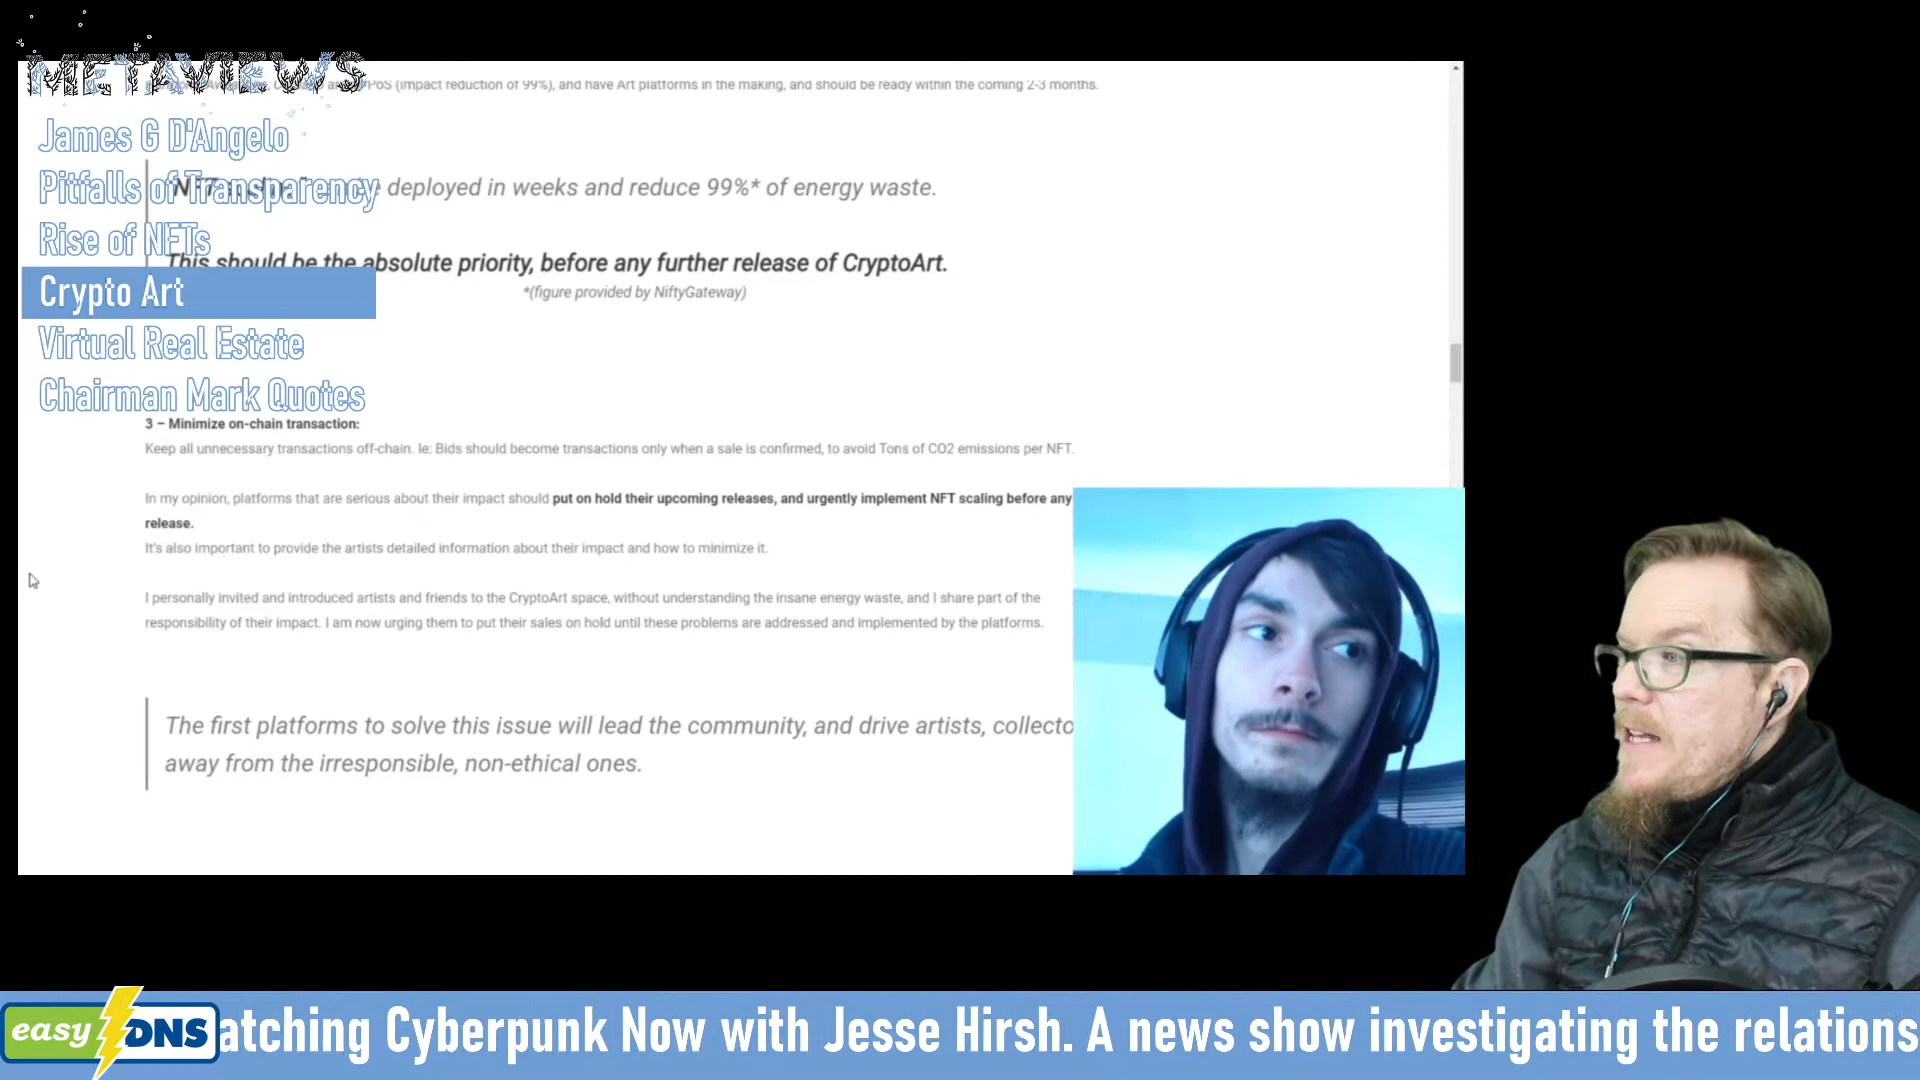 METAVIEWS
PoS (impact reduction of 99%), and have Art platforms in the making, and should be ready within the coming 2-3 months.
James G D'Angelo
Pitfalls of Transparency
deployed in weeks and reduce 99%* of energy waste.
Rise of NFTs
This should be the absolute priority, before any further release of CryptoArt.
Crypto Art
*(figure provided by NiftyGateway)
Virtual Real Estate
Chairman Mark Quotes
3 – Minimize on-chain transaction:
Keep all unnecessary transactions off-chain. Ie: Bids should become transactions only when a sale is confirmed, to avoid Tons of CO2 emissions per NFT.
In my opinion, platforms that are serious about their impact should put on hold their upcoming releases, and urgently implement NFT scaling before any
release.
It's also important to provide the artists detailed information about their impact and how to minimize it.
I personally invited and introduced artists and friends to the CryptoArt space, without understanding the insane energy waste, and I share part of the
responsibility of their impact. I am now urging them to put their sales on hold until these problems are addressed and implemented by the platforms.
The first platforms to solve this issue will lead the community, and drive artists, collecto
away from the irresponsible, non-ethical ones.
easy DNS
atching Cyberpunk Now with Jesse Hirsh. A news show investigating the relations